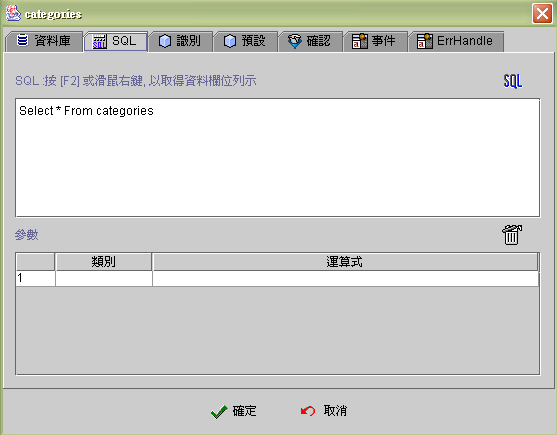 categories
資料庫 SQL 識別 預設 確認 事件 ErrHandle
SQL :按 [F2] 或滑鼠右鍵, 以取得資料欄位列示 SQL
Select * From categories
參數
類別 運算式
1
確定 取消